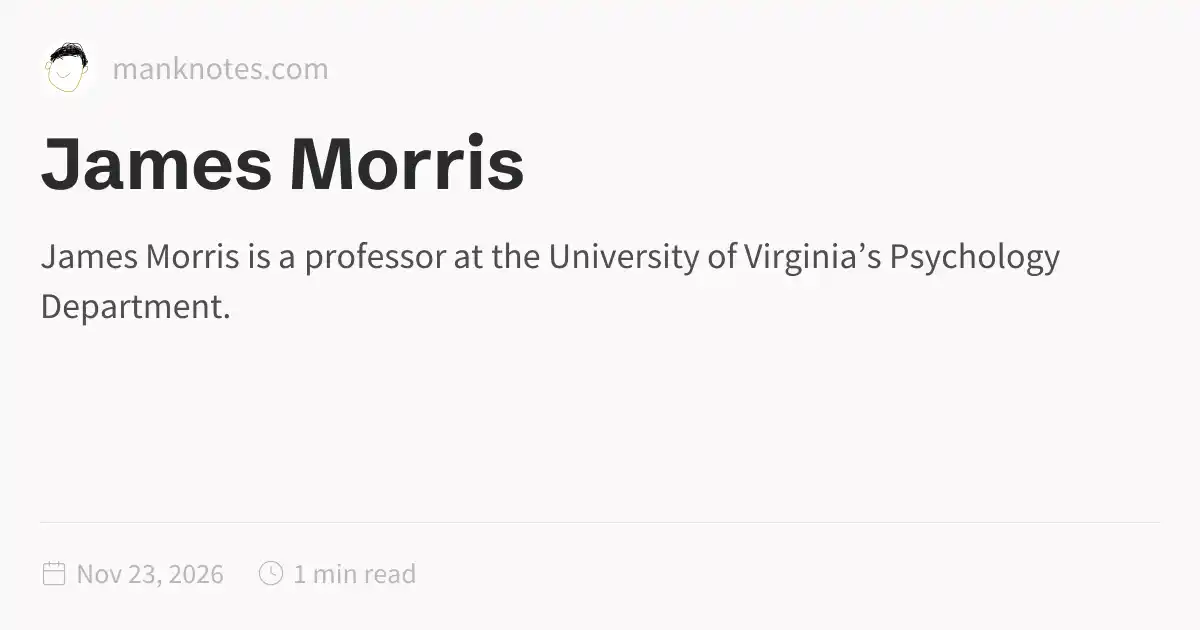 manknotes.com
James Morris
James Morris is a professor at the University of Virginia’s Psychology
Department.
Nov 23, 2026
1 min read